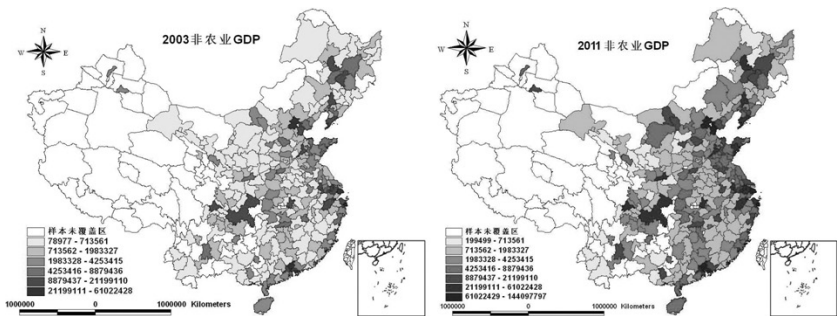 N
W E
S
2003非农业GDP
样本未覆盖区
78977 - 713561
713562 - 1983327
1983328 - 4253415
4253416 - 8879436
8879437 - 21199110
21199111 - 61022428
1000000 0 1000000 Kilometers
N
W E
S
2011 非农业GDP
样本未覆盖区
199499 - 713561
713562 - 1983327
1983328 - 4253415
4253416 - 8879436
8879437 - 21199110
21199111 - 61022428
61022429 - 144097797
1000000 0 1000000 Kilometers